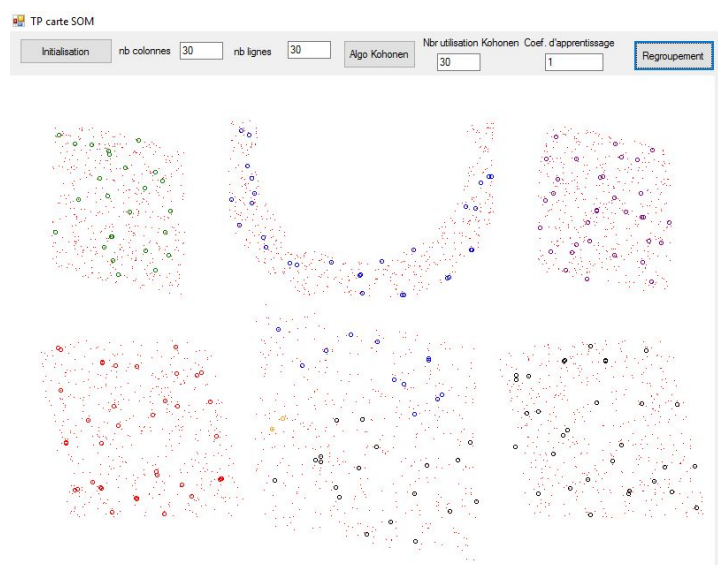 TP carte SOM
Initialisation nb colonnes 30 nb lignes 30 Algo Kohonen Nbr utilisation Kohonen 30 Coef. d'apprentissage 1 Regroupement